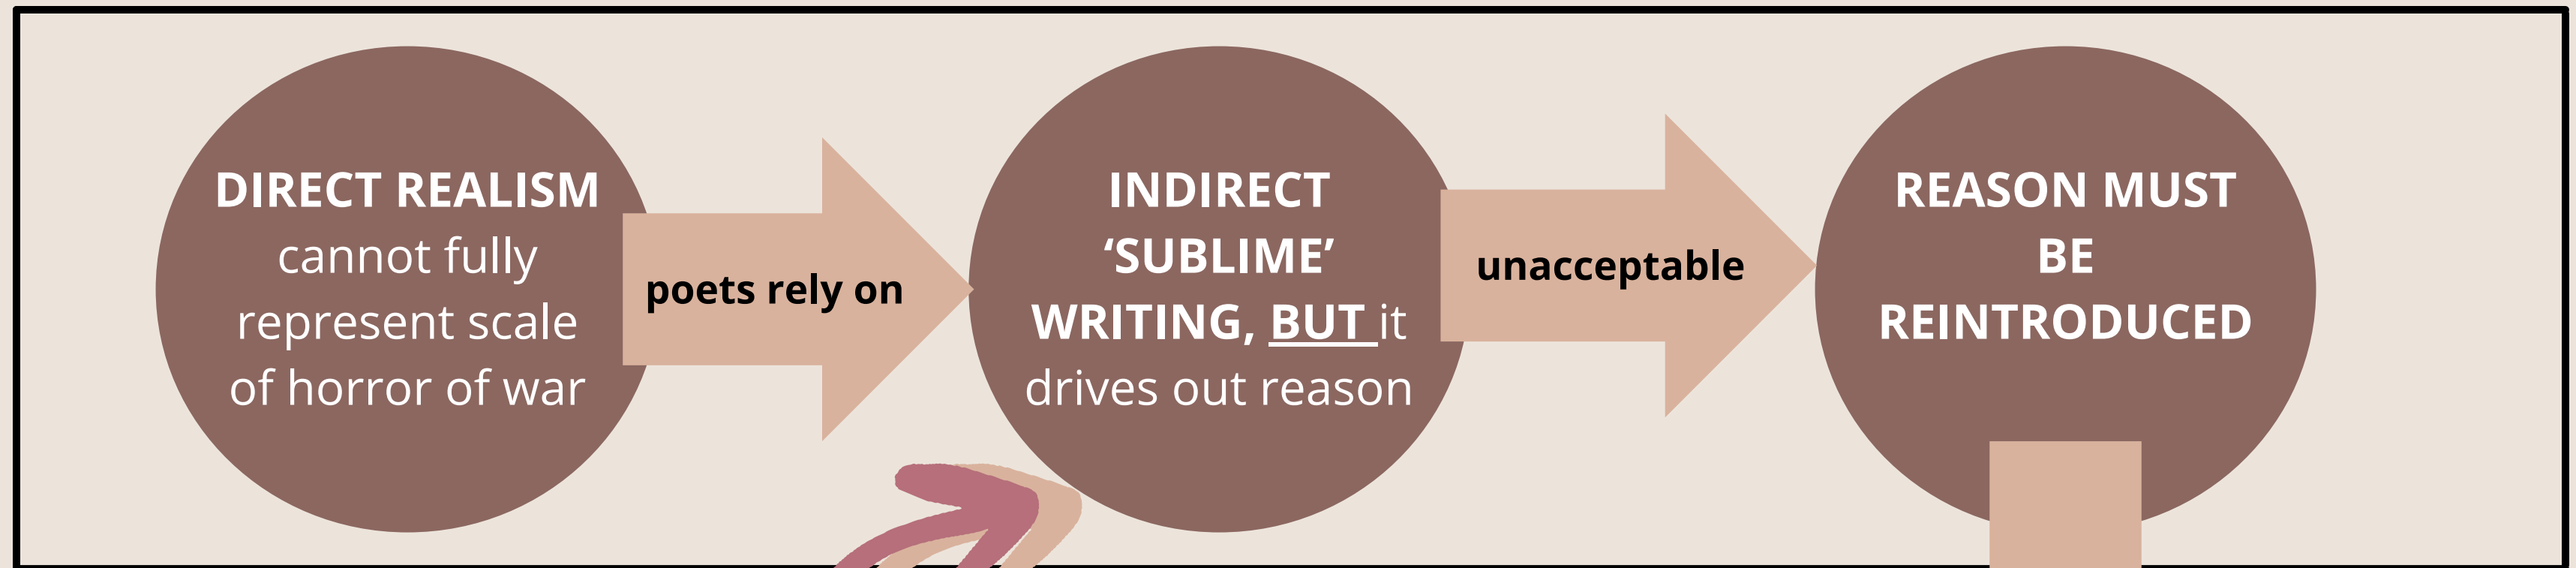 DIRECT REALISM
cannot fully
represent scale
of horror of war
poets rely on
INDIRECT
‘SUBLIME’
WRITING, BUT it
drives out reason
unacceptable
REASON MUST
BE
REINTRODUCED